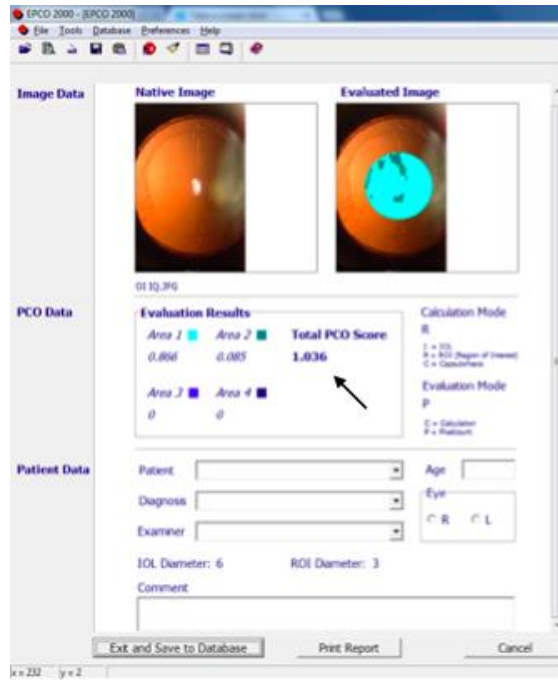 EPCO 2000 - [EPCO 2000]
File Tools Database Preferences Help
Image Data
Native Image Evaluated Image
OI IQ.JPG
PCO Data
Evaluation Results
Area 1 Area 2 Total PCO Score
0.866 0.085 1.036
Area 3 Area 4
0 0
Calculation Mode
R
I = IOL
R = ROI (Region of Interest)
C = Capsulorhexis
Evaluation Mode
P
C = Calculation
P = Pixelcount
Patient Data
Patient Age
Diagnosis Eye
R L
Examiner
IOL Diameter: 6 ROI Diameter: 3
Comment
Exit and Save to Database Print Report Cancel
x = 232 y = 2